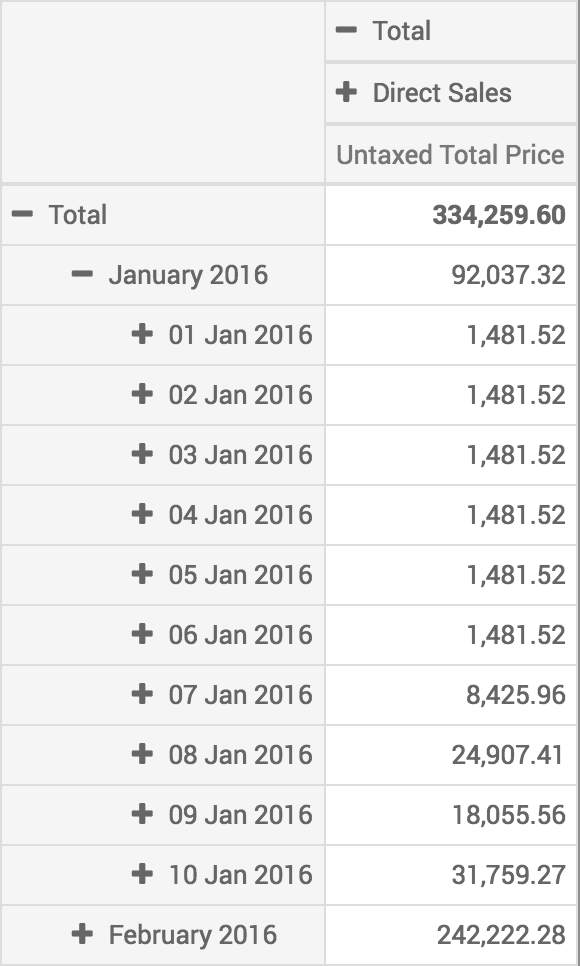 Total
Direct Sales
Untaxed Total Price
Total 334,259.60
January 2016 92,037.32
01 Jan 2016 1,481.52
02 Jan 2016 1,481.52
03 Jan 2016 1,481.52
04 Jan 2016 1,481.52
05 Jan 2016 1,481.52
06 Jan 2016 1,481.52
07 Jan 2016 8,425.96
08 Jan 2016 24,907.41
09 Jan 2016 18,055.56
10 Jan 2016 31,759.27
February 2016 242,222.28